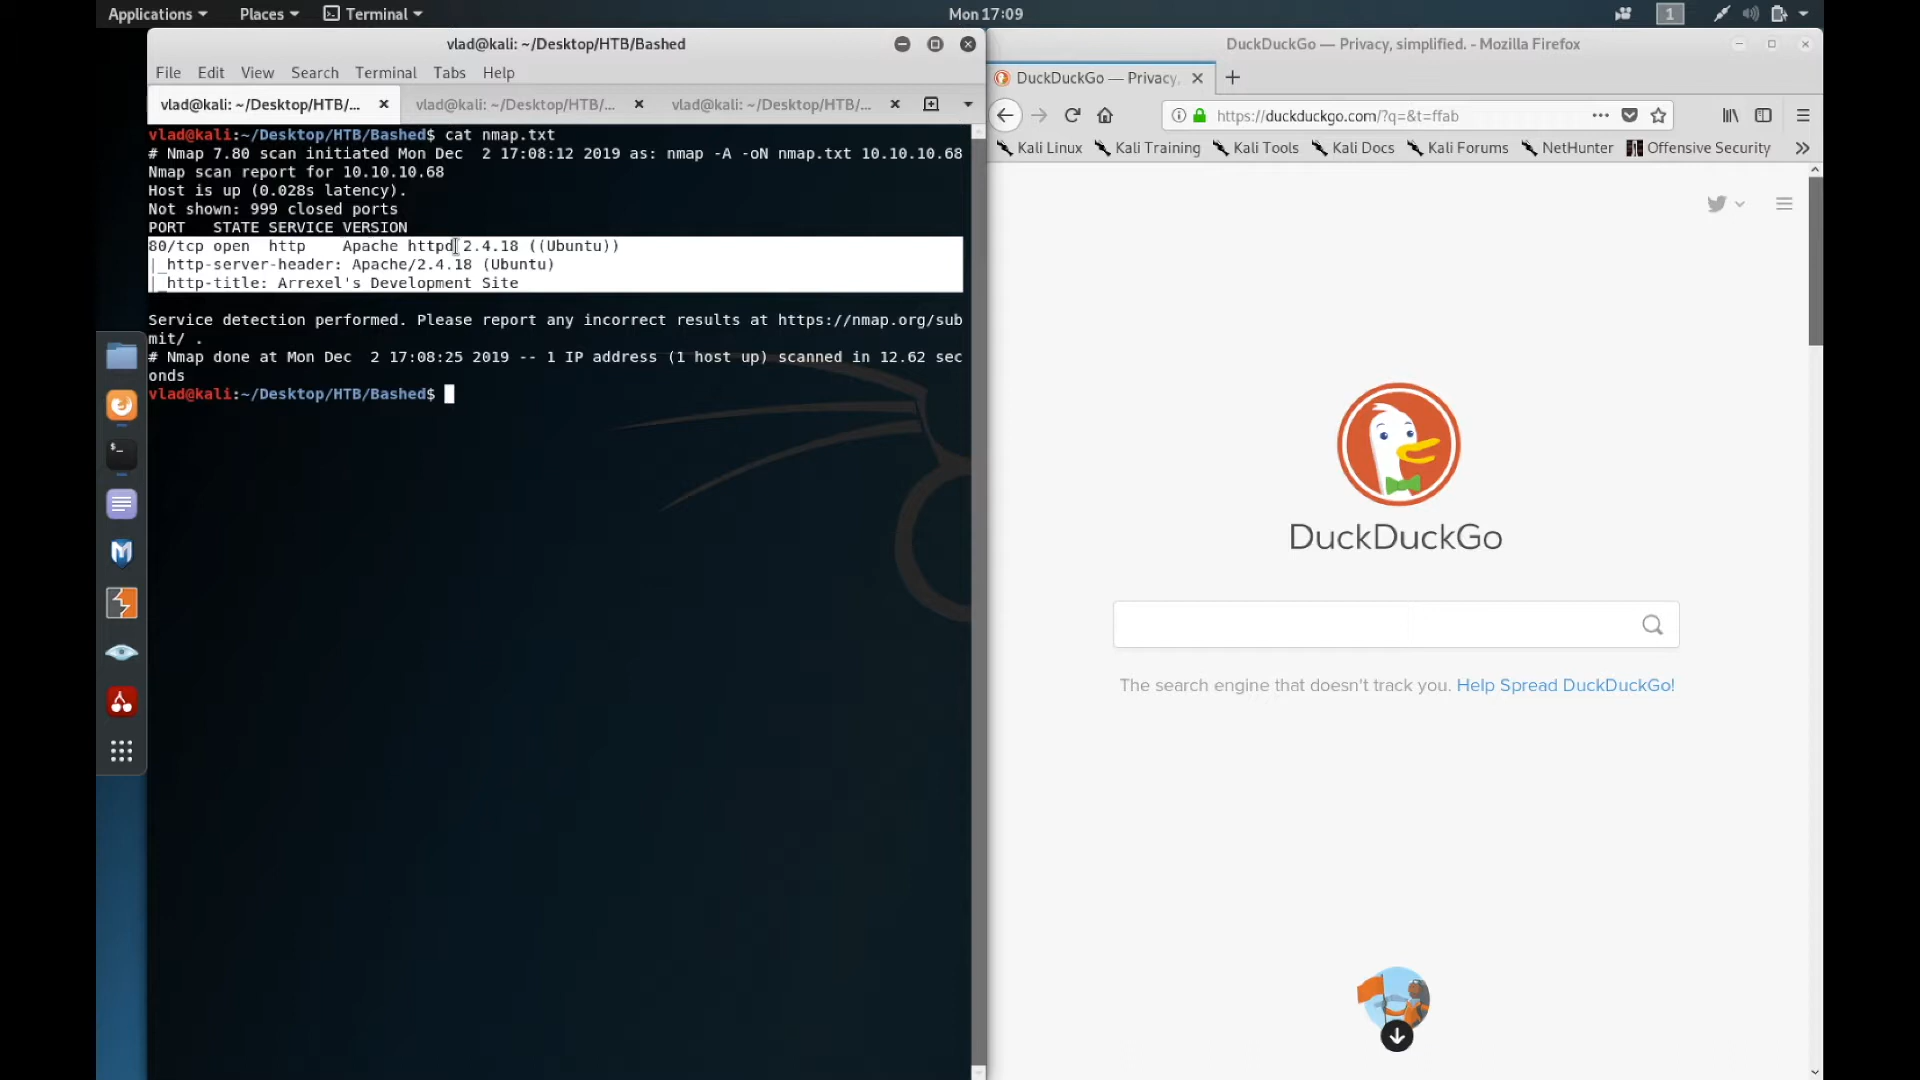 Applications Places Terminal Mon 17:09 1
vlad@kali: ~/Desktop/HTB/Bashed
File Edit View Search Terminal Tabs Help
vlad@kali: ~/Desktop/HTB/... vlad@kali: ~/Desktop/HTB/... vlad@kali: ~/Desktop/HTB/...
vlad@kali:~/Desktop/HTB/Bashed$ cat nmap.txt
# Nmap 7.80 scan initiated Mon Dec  2 17:08:12 2019 as: nmap -A -oN nmap.txt 10.10.10.68
Nmap scan report for 10.10.10.68
Host is up (0.028s latency).
Not shown: 999 closed ports
PORT   STATE SERVICE VERSION
80/tcp open  http    Apache httpd 2.4.18 ((Ubuntu))
|_http-server-header: Apache/2.4.18 (Ubuntu)
|_http-title: Arrexel's Development Site
Service detection performed. Please report any incorrect results at https://nmap.org/sub
mit/ .
# Nmap done at Mon Dec  2 17:08:25 2019 -- 1 IP address (1 host up) scanned in 12.62 sec
onds
vlad@kali:~/Desktop/HTB/Bashed$
DuckDuckGo — Privacy, simplified. - Mozilla Firefox
DuckDuckGo — Privacy,
https://duckduckgo.com/?q=&t=ffab
Kali Linux Kali Training Kali Tools Kali Docs Kali Forums NetHunter Offensive Security
DuckDuckGo
The search engine that doesn't track you. Help Spread DuckDuckGo!